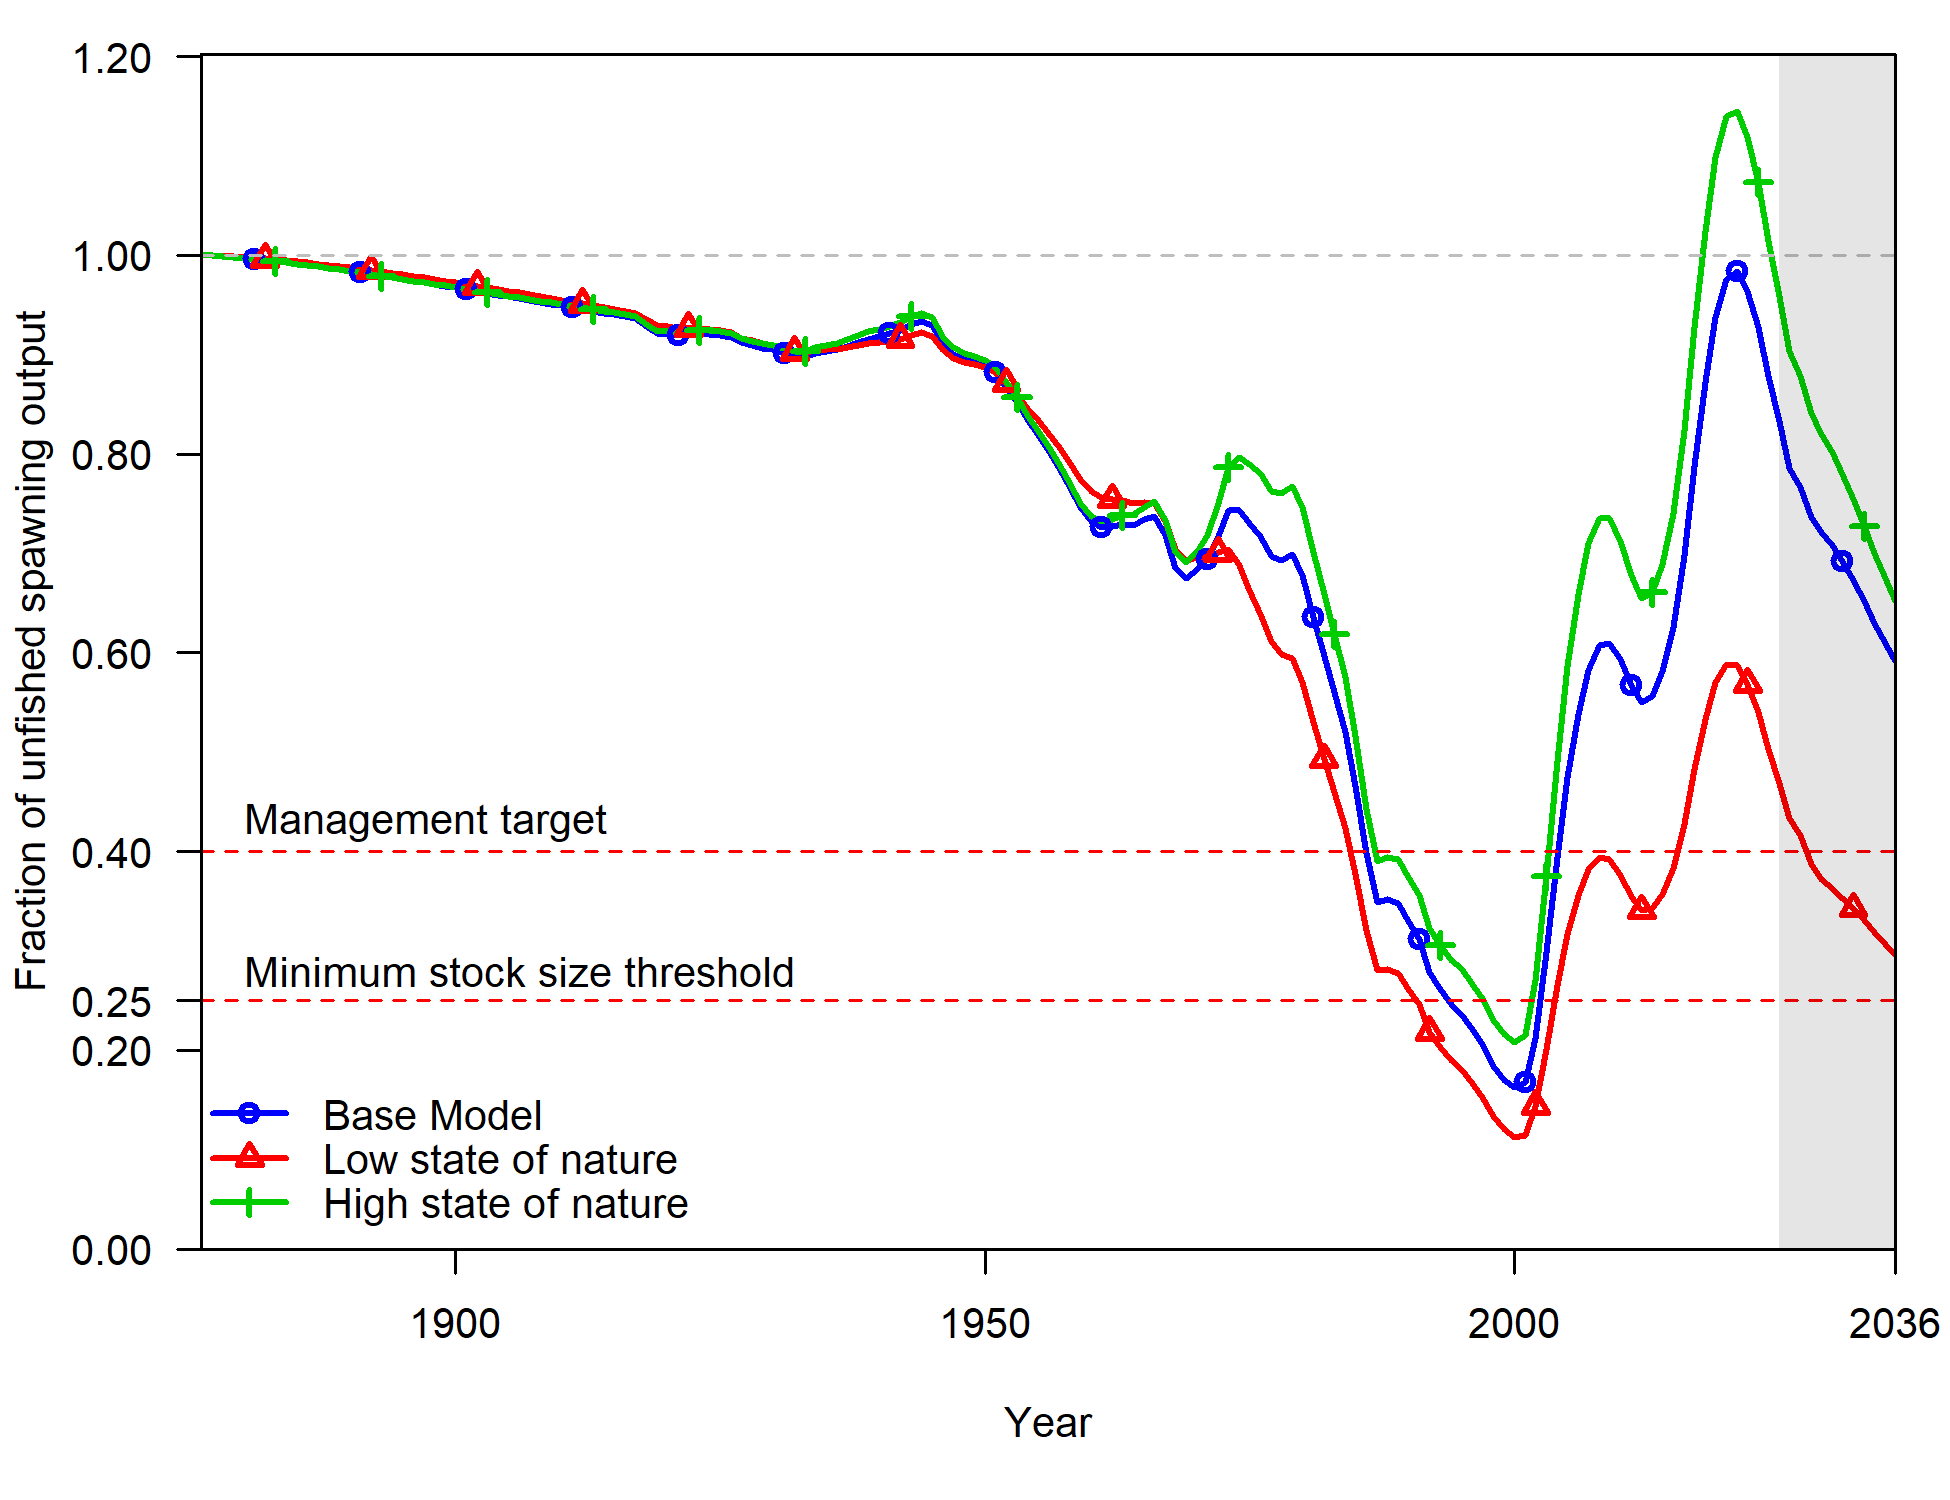 1.20
1.00
0.80
0.60
0.40
0.25
0.20
0.00
Fraction of unfished spawning output
Management target
Minimum stock size threshold
Base Model
Low state of nature
High state of nature
1900
1950
2000
2036
Year